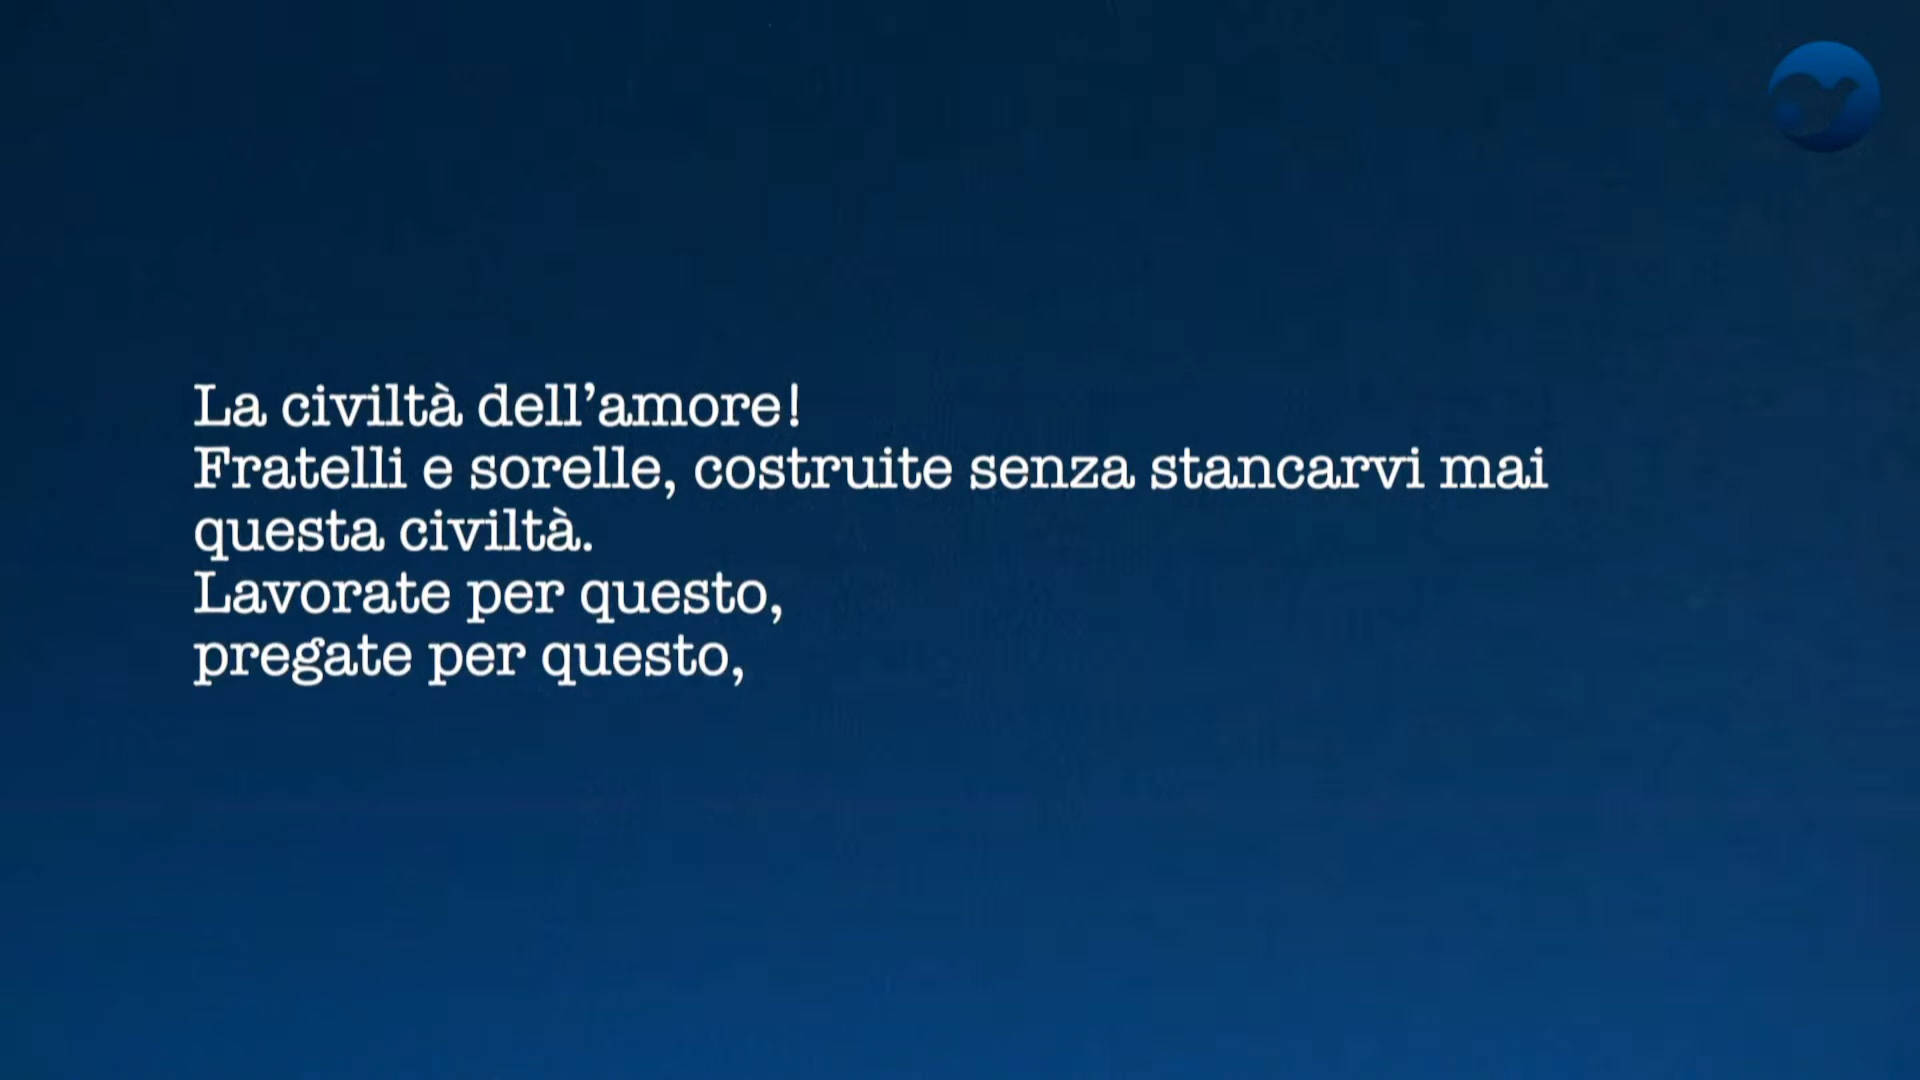 La civiltà dell’amore!
Fratelli e sorelle, costruite senza stancarvi mai
questa civiltà.
Lavorate per questo,
pregate per questo,